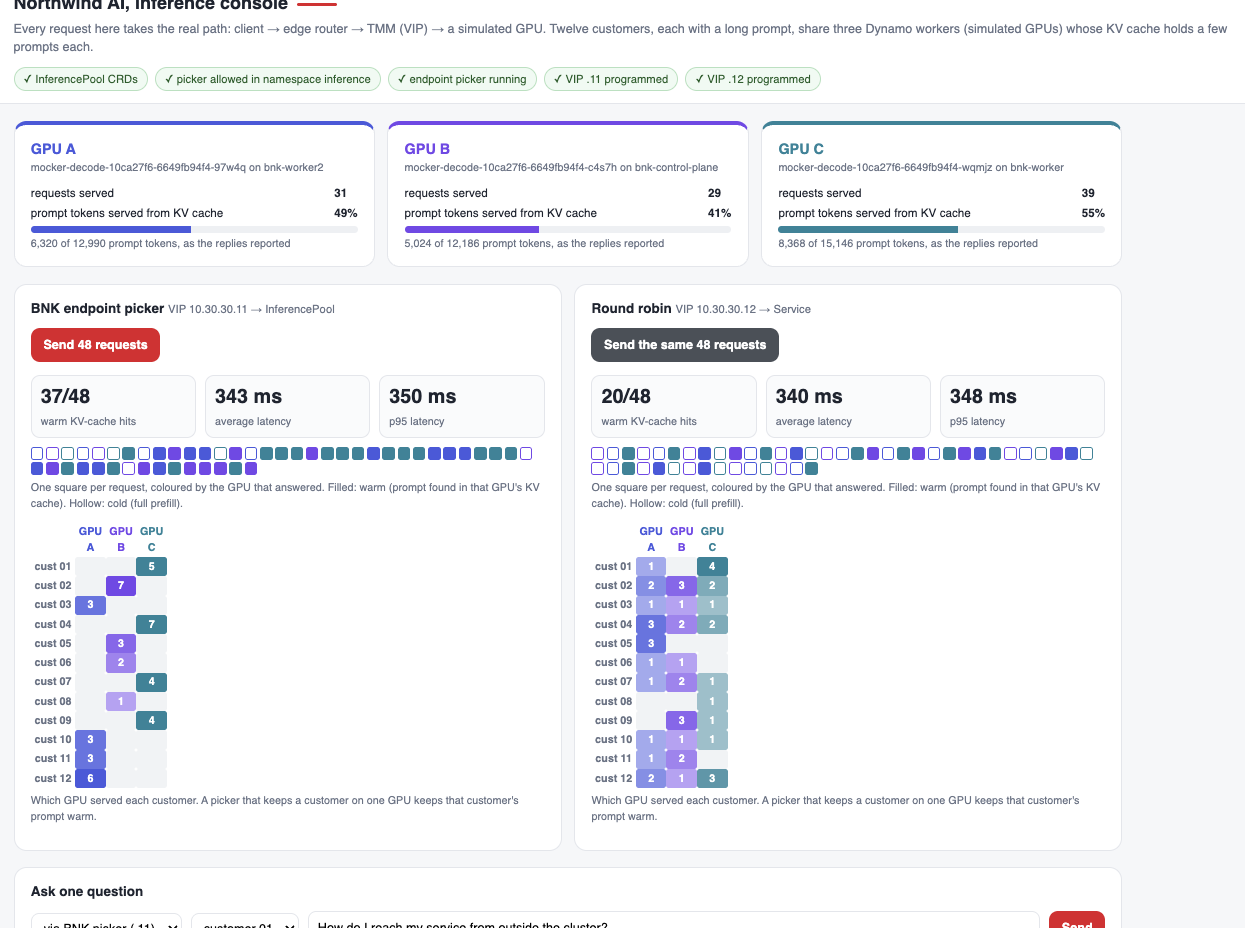 Northwind AI, inference console
Every request here takes the real path: client → edge router → TMM (VIP) → a simulated GPU. Twelve customers, each with a long prompt, share three Dynamo workers (simulated GPUs) whose KV cache holds a few
prompts each.
✓ InferencePool CRDs ✓ picker allowed in namespace inference ✓ endpoint picker running ✓ VIP .11 programmed ✓ VIP .12 programmed
GPU A
mocker-decode-10ca27f6-6649fb94f4-97w4q on bnk-worker2
requests served 31
prompt tokens served from KV cache 49%
6,320 of 12,990 prompt tokens, as the replies reported
GPU B
mocker-decode-10ca27f6-6649fb94f4-c4s7h on bnk-control-plane
requests served 29
prompt tokens served from KV cache 41%
5,024 of 12,186 prompt tokens, as the replies reported
GPU C
mocker-decode-10ca27f6-6649fb94f4-wqmjz on bnk-worker
requests served 39
prompt tokens served from KV cache 55%
8,368 of 15,146 prompt tokens, as the replies reported
BNK endpoint picker VIP 10.30.30.11 → InferencePool
Send 48 requests
37/48 343 ms 350 ms
warm KV-cache hits average latency p95 latency
One square per request, coloured by the GPU that answered. Filled: warm (prompt found in that GPU's KV
cache). Hollow: cold (full prefill).
GPU GPU GPU
A B C
cust 01 5
cust 02 7
cust 03 3
cust 04 7
cust 05 3
cust 06 2
cust 07 4
cust 08 1
cust 09 4
cust 10 3
cust 11 3
cust 12 6
Which GPU served each customer. A picker that keeps a customer on one GPU keeps that customer's
prompt warm.
Round robin VIP 10.30.30.12 → Service
Send the same 48 requests
20/48 340 ms 348 ms
warm KV-cache hits average latency p95 latency
One square per request, coloured by the GPU that answered. Filled: warm (prompt found in that GPU's KV
cache). Hollow: cold (full prefill).
GPU GPU GPU
A B C
cust 01 1 4
cust 02 2 3 2
cust 03 1 1 1
cust 04 3 2 2
cust 05 3
cust 06 1 1
cust 07 1 2 1
cust 08 1
cust 09 3 1
cust 10 1 1 1
cust 11 1 2
cust 12 2 1 3
Which GPU served each customer. A picker that keeps a customer on one GPU keeps that customer's
prompt warm.
Ask one question
via BNK picker (.11) customer 01 How do I reach my service from outside the cluster? Send